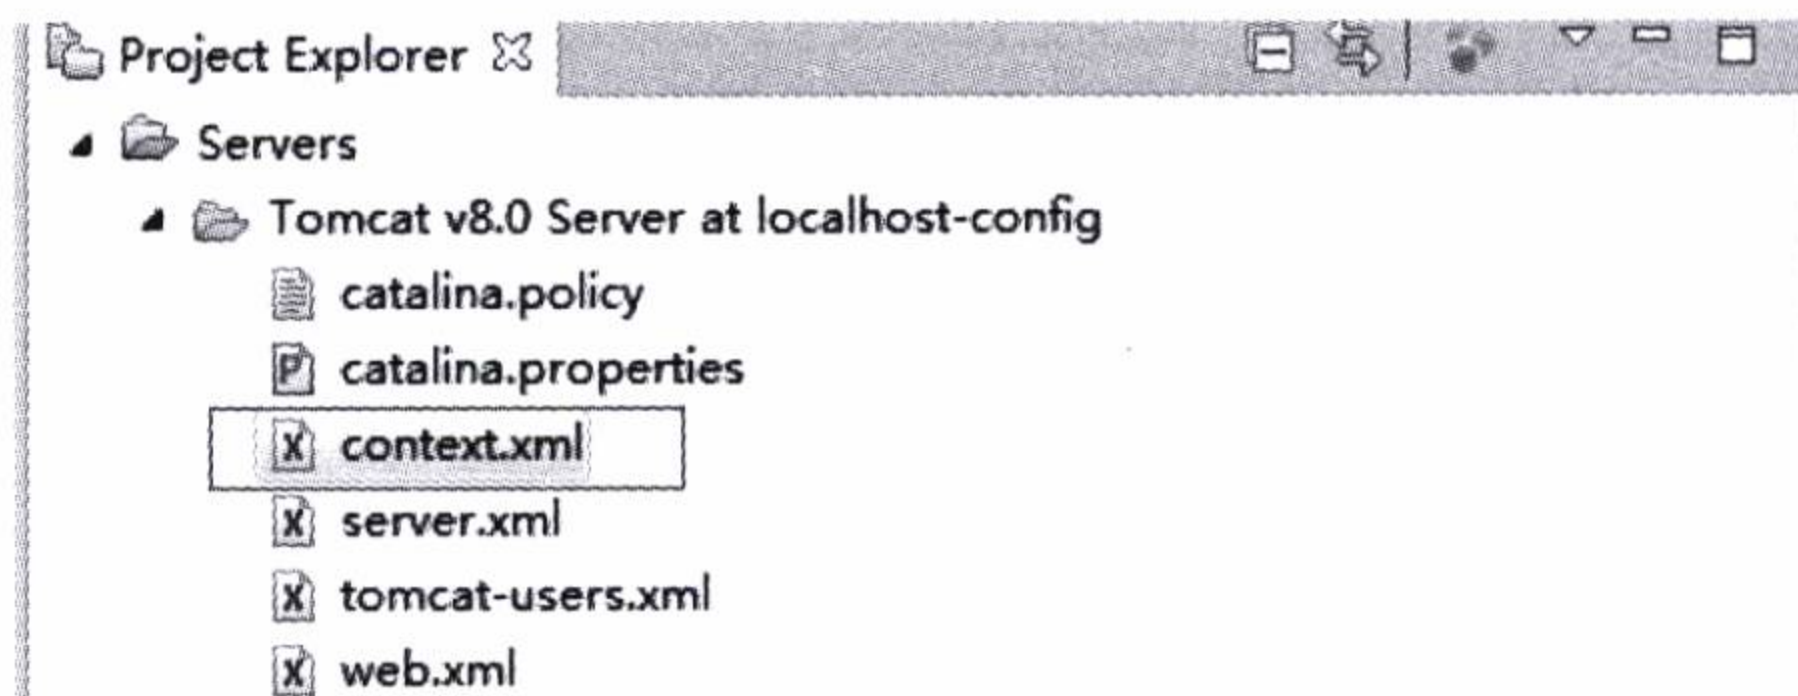 Project Explorer
Servers
Tomcat v8.0 Server at localhost-config
catalina.policy
catalina.properties
context.xml
server.xml
tomcat-users.xml
web.xml